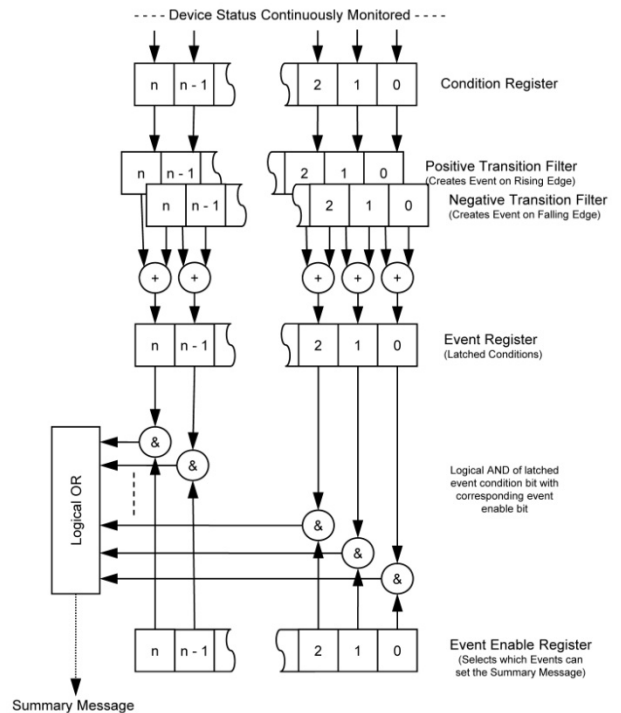 ---- Device Status Continuously Monitored ----
n n - 1 2 1 0
Condition Register
n n - 1 2 1 0
Positive Transition Filter
(Creates Event on Rising Edge)
n n - 1 2 1 0
Negative Transition Filter
(Creates Event on Falling Edge)
+ + + + +
n n - 1 2 1 0
Event Register
(Latched Conditions)
&
&
Logical OR
Logical AND of latched
event condition bit with
corresponding event
enable bit
&
&
&
n n - 1 2 1 0
Event Enable Register
(Selects which Events can
set the Summary Message)
Summary Message